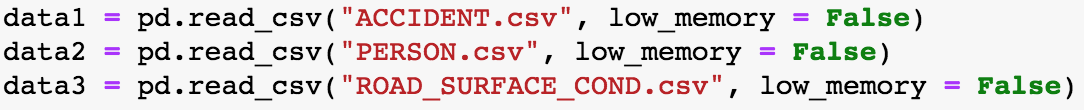 data1 = pd.read_csv("ACCIDENT.csv", low_memory = False)
data2 = pd.read_csv("PERSON.csv", low_memory = False)
data3 = pd.read_csv("ROAD_SURFACE_COND.csv", low_memory = False)